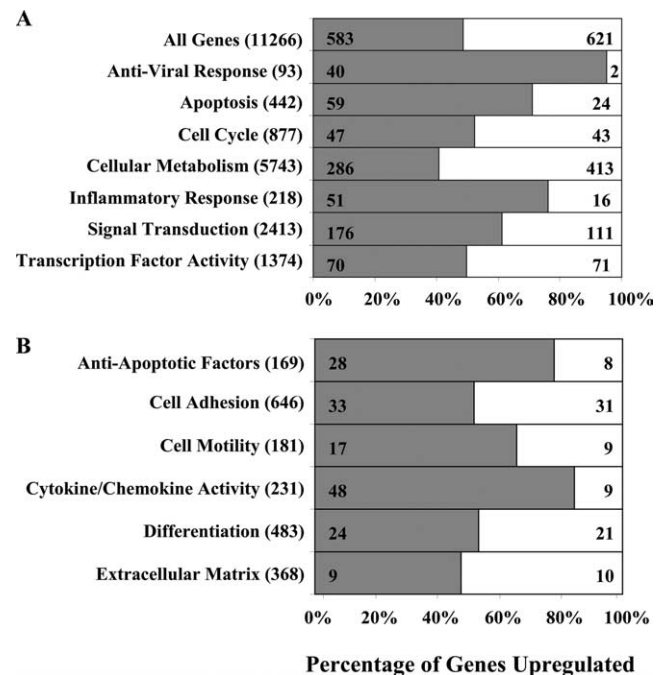 A
All Genes (11266) 583 621
Anti-Viral Response (93) 40 2
Apoptosis (442) 59 24
Cell Cycle (877) 47 43
Cellular Metabolism (5743) 286 413
Inflammatory Response (218) 51 16
Signal Transduction (2413) 176 111
Transcription Factor Activity (1374) 70 71
0% 20% 40% 60% 80% 100%
B
Anti-Apoptotic Factors (169) 28 8
Cell Adhesion (646) 33 31
Cell Motility (181) 17 9
Cytokine/Chemokine Activity (231) 48 9
Differentiation (483) 24 21
Extracellular Matrix (368) 9 10
0% 20% 40% 60% 80% 100%
Percentage of Genes Upregulated